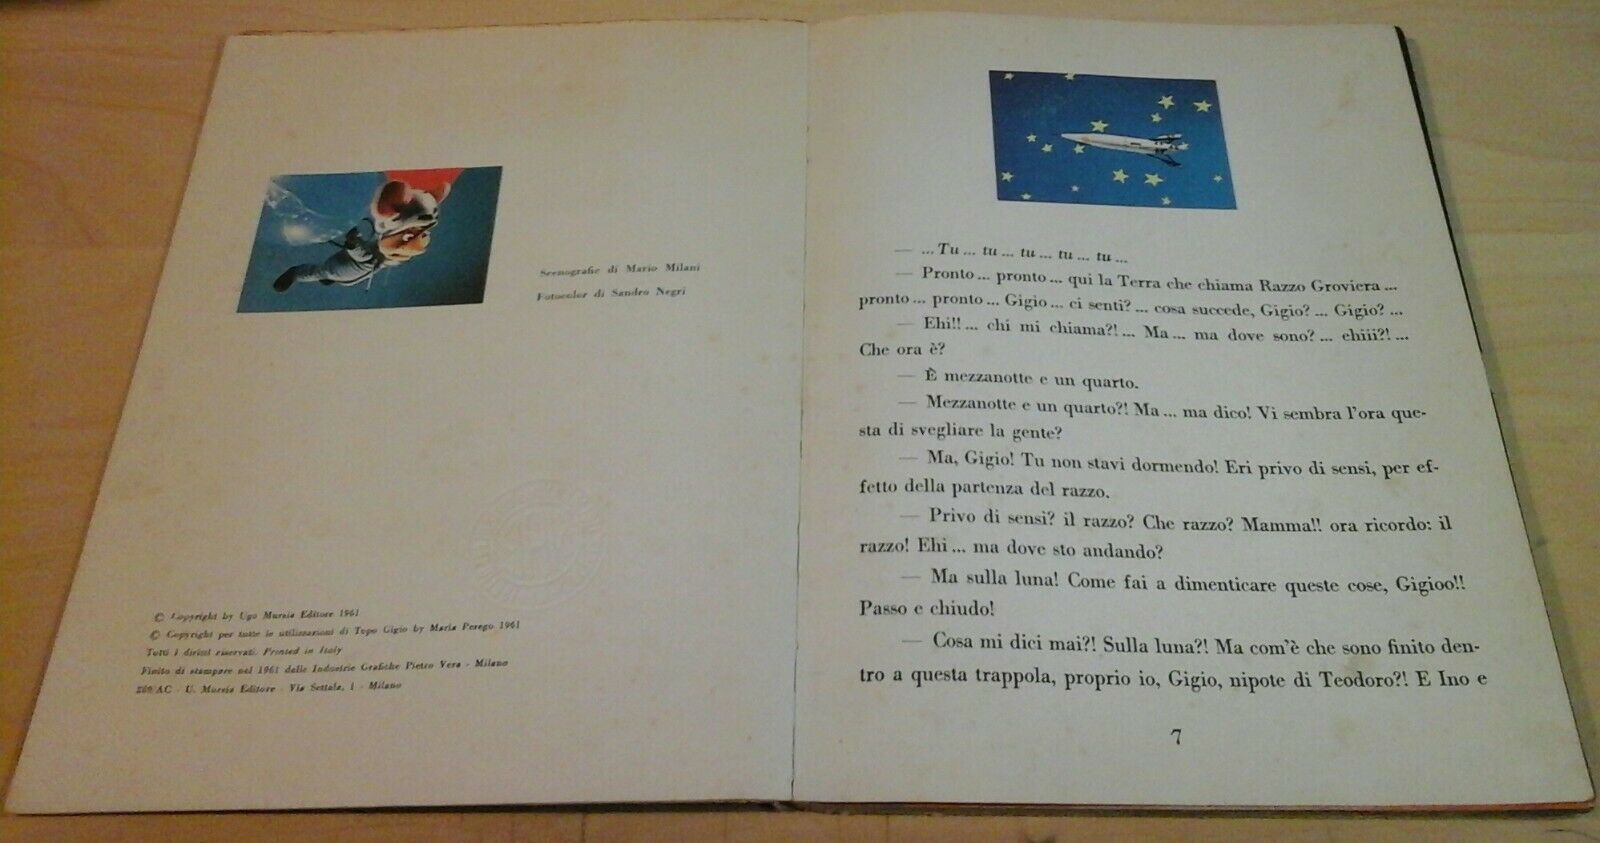 Scenografie di Mario Milani
Fotocolor di Sandro Negri
© Copyright by Ugo Mursia Editore 1961
© Copyright per tutte le utilizzazioni di Topo Gigio by Maria Perego 1961
Tutti i diritti riservati. Printed in Italy
Finito di stampare nel 1961 dalle Industrie Grafiche Pietro Vera - Milano
AC - U. Mursia Editore - Via Settala, 1 - Milano
— ... Tu ... tu ... tu ... tu ... tu ...
— Pronto ... pronto ... qui la Terra che chiama Razzo Groviera ...
pronto ... pronto ... Gigio ... ci senti? ... cosa succede, Gigio? ... Gigio? ...
— Ehi!! ... chi mi chiama?! ... Ma ... ma dove sono? ... ehiii?! ...
Che ora è?
— È mezzanotte e un quarto.
— Mezzanotte e un quarto?! Ma ... ma dico! Vi sembra l'ora que-
sta di svegliare la gente?
— Ma, Gigio! Tu non stavi dormendo! Eri privo di sensi, per ef-
fetto della partenza del razzo.
— Privo di sensi? il razzo? Che razzo? Mamma!! ora ricordo: il
razzo! Ehi ... ma dove sto andando?
— Ma sulla luna! Come fai a dimenticare queste cose, Gigioo!!
Passo e chiudo!
— Cosa mi dici mai?! Sulla luna?! Ma com'è che sono finito den-
tro a questa trappola, proprio io, Gigio, nipote di Teodoro?! E Ino e
7